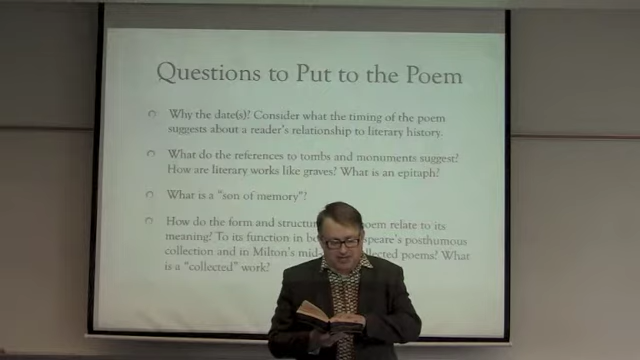 Questions to Put to the Poem
Why the date(s)? Consider what the timing of the poem
suggests about a reader's relationship to literary history.
What do the references to tombs and monuments suggest?
How are literary works like graves? What is an epitaph?
What is a "son of memory"?
How do the form and structu oem relate to its
meaning? To its function in b speare's posthumous
collection and in Milton's mid- llected poems? What
is a "collected" work?